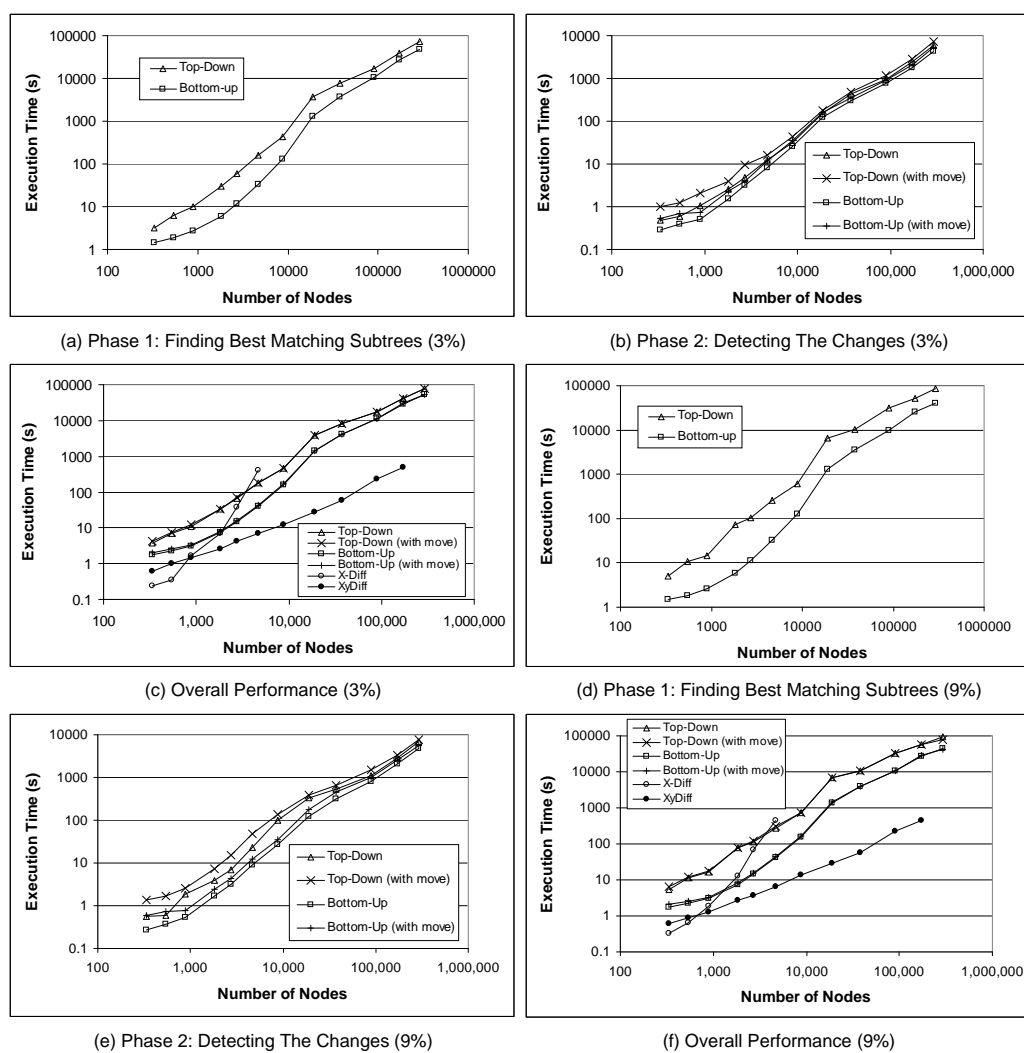 100000
10000
1000
100
10
1
Execution Time (s)
Top-Down
Bottom-up
100 1000 10000 100000 1000000
Number of Nodes
(a) Phase 1: Finding Best Matching Subtrees (3%)
10000
1000
100
10
1
0.1
Execution Time (s)
Top-Down
Top-Down (with move)
Bottom-Up
Bottom-Up (with move)
100 1,000 10,000 100,000 1,000,000
Number of Nodes
(b) Phase 2: Detecting The Changes (3%)
100000
10000
1000
100
10
1
0.1
Execution Time (s)
Top-Down
Top-Down (with move)
Bottom-Up
Bottom-Up (with move)
X-Diff
XyDiff
100 1,000 10,000 100,000 1,000,000
Number of Nodes
(c) Overall Performance (3%)
100000
10000
1000
100
10
1
Execution Time (s)
Top-Down
Bottom-up
100 1000 10000 100000 1000000
Number of Nodes
(d) Phase 1: Finding Best Matching Subtrees (9%)
10000
1000
100
10
1
0.1
Execution Time (s)
Top-Down
Top-Down (with move)
Bottom-Up
Bottom-Up (with move)
100 1,000 10,000 100,000 1,000,000
Number of Nodes
(e) Phase 2: Detecting The Changes (9%)
Top-Down
Top-Down (with move)
Bottom-Up
Bottom-Up (with move)
X-Diff
XyDiff
100000
10000
1000
100
10
1
0.1
Execution Time (s)
100 1,000 10,000 100,000 1,000,000
Number of Nodes
(f) Overall Performance (9%)